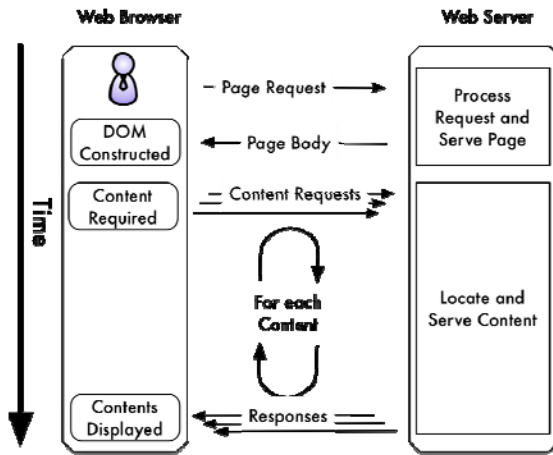 Web Browser
Web Server
Page Request
Process
Request and
Serve Page
DOM
Constructed
Page Body
Content
Required
Content Requests
Time
For each
Content
Locate and
Serve Content
Contents
Displayed
Responses